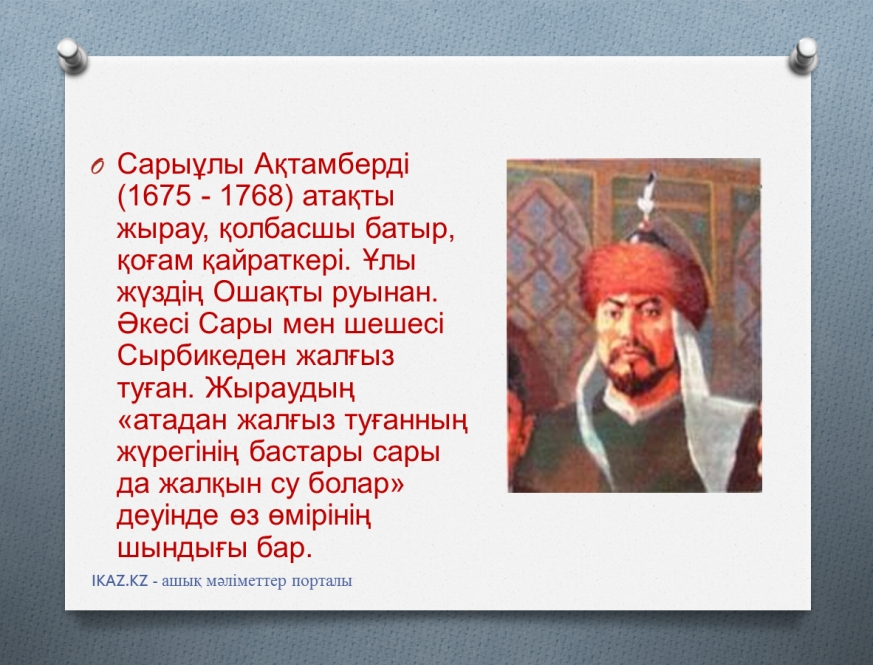 Сарыұлы Ақтамберді
(1675 - 1768) атақты
жырау, қолбасшы батыр,
қоғам қайраткері. Ұлы
жүздің Ошақты руынан.
Әкесі Сары мен шешесі
Сырбикеден жалғыз
туған. Жыраудың
«атадан жалғыз туғанның
жүрегінің бастары сары
да жалқын су болар»
деуінде өз өмірінің
шындығы бар.
IKAZ.KZ - ашық мәліметтер порталы